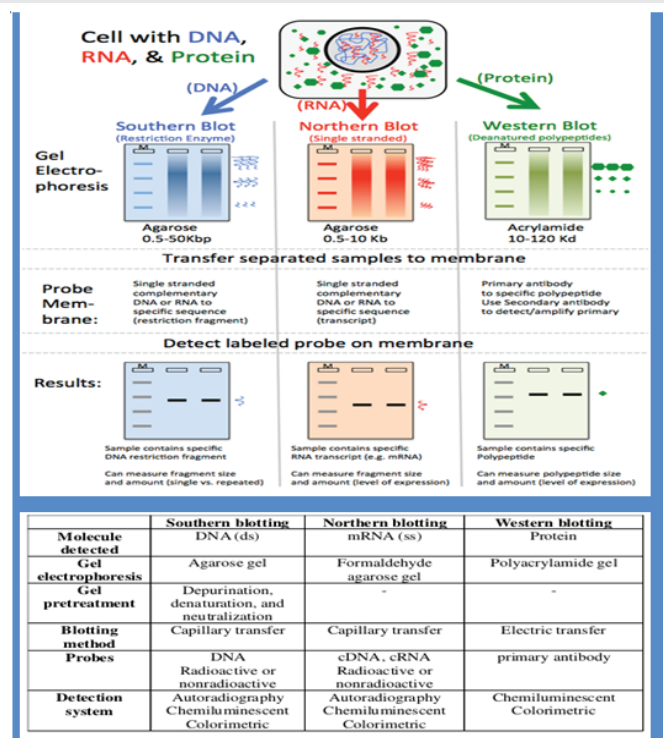 Cell with DNA,
RNA, & Protein
(DNA)
(RNA)
(Protein)
Southern Blot
(Restriction Enzyme)
Northern Blot
(Single stranded)
Western Blot
(Deanatured polypeptides)
Gel
Electro-
phoresis
M
M
M
Agarose
0.5-50Kbp
Agarose
0.5-10 Kb
Acrylamide
10-120 Kd
Transfer separated samples to membrane
Probe
Mem-
brane:
Single stranded
complementary
DNA or RNA to
specific sequence
(restriction fragment)
Single stranded
complementary
DNA or RNA to
specific sequence
(transcript)
Primary antibody
to specific polypeptide
Use Secondary antibody
to detect/amplify primary
Detect labeled probe on membrane
Results:
M
M
M
Sample contains specific
DNA restriction fragment
Can measure fragment size
and amount (single vs. repeated)
Sample contains specific
RNA transcript (e.g. mRNA)
Can measure fragment size
and amount (level of expression)
Sample contains specific
Polypeptide
Can measure polypeptide size
and amount (level of expression)
Southern blotting Northern blotting Western blotting
Molecule
detected
DNA (ds)
mRNA (ss)
Protein
Gel
electrophoresis
Agarose gel
Formaldehyde
agarose gel
Polyacrylamide gel
Gel
pretreatment
Depurination,
denaturation, and
neutralization
-
-
Blotting
method
Capillary transfer
Capillary transfer
Electric transfer
Probes
DNA
Radioactive or
nonradioactive
cDNA, cRNA
Radioactive or
nonradioactive
primary antibody
Detection
system
Autoradiography
Chemiluminescent
Colorimetric
Autoradiography
Chemiluminescent
Colorimetric
Chemiluminescent
Colorimetric